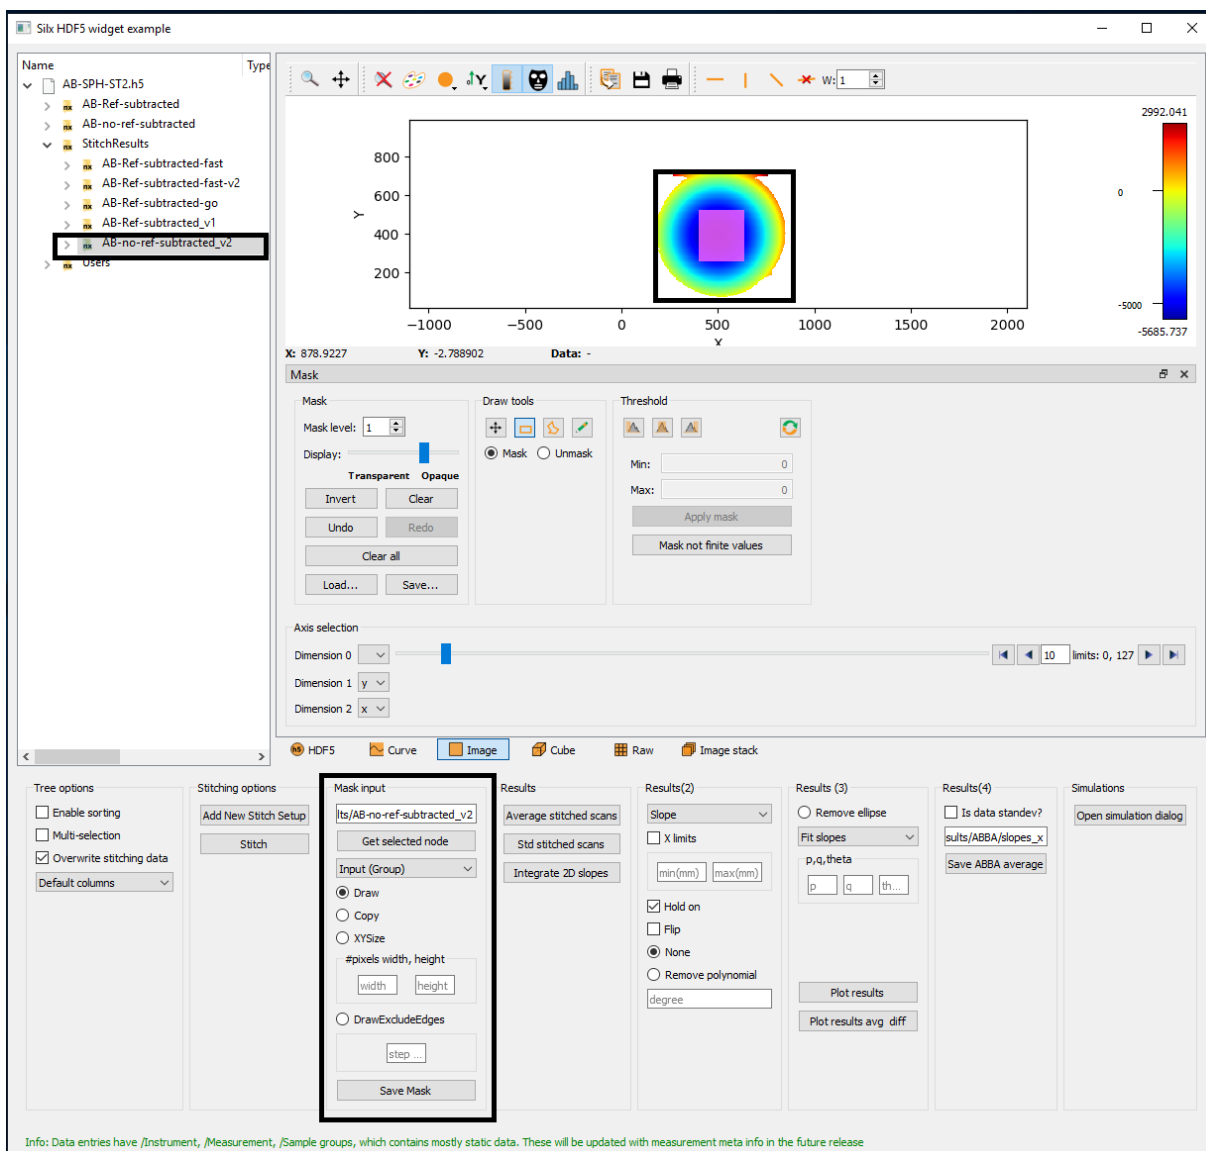 Silx HDF5 widget example
Name Type
AB-SPH-ST2.h5
AB-Ref-subtracted
AB-no-ref-subtracted
StitchResults
AB-Ref-subtracted-fast
AB-Ref-subtracted-fast-v2
AB-Ref-subtracted-go
AB-Ref-subtracted_v1
AB-no-ref-subtracted_v2
Users
W: 1
2992.041
0
-5000
-5685.737
800
600
400
200
Y
−1000 −500 0 500 1000 1500 2000
X
X: 878.9227 Y: -2.788902 Data: -
Mask
Mask
Mask level: 1
Display:
Transparent Opaque
Invert Clear
Undo Redo
Clear all
Load... Save...
Draw tools
Mask Unmask
Threshold
Min: 0
Max: 0
Apply mask
Mask not finite values
Axis selection
Dimension 0
10 limits: 0, 127
Dimension 1 y
Dimension 2 x
HDF5 Curve Image Cube Raw Image stack
Tree options
Enable sorting
Multi-selection
Overwrite stitching data
Default columns
Stitching options
Add New Stitch Setup
Stitch
Mask input
lts/AB-no-ref-subtracted_v2
Get selected node
Input (Group)
Draw
Copy
XYSize
#pixels width, height
width height
DrawExcludeEdges
step ...
Save Mask
Results
Average stitched scans
Std stitched scans
Integrate 2D slopes
Results(2)
Slope
X limits
min(mm) max(mm)
Hold on
Flip
None
Remove polynomial
degree
Results (3)
Remove ellipse
Fit slopes
p,q,theta
p q th...
Plot results
Plot results avg diff
Results(4)
Is data standev?
sults/ABBA/slopes_x
Save ABBA average
Simulations
Open simulation dialog
Info: Data entries have /Instrument, /Measurement, /Sample groups, which contains mostly static data. These will be updated with measurement meta info in the future release